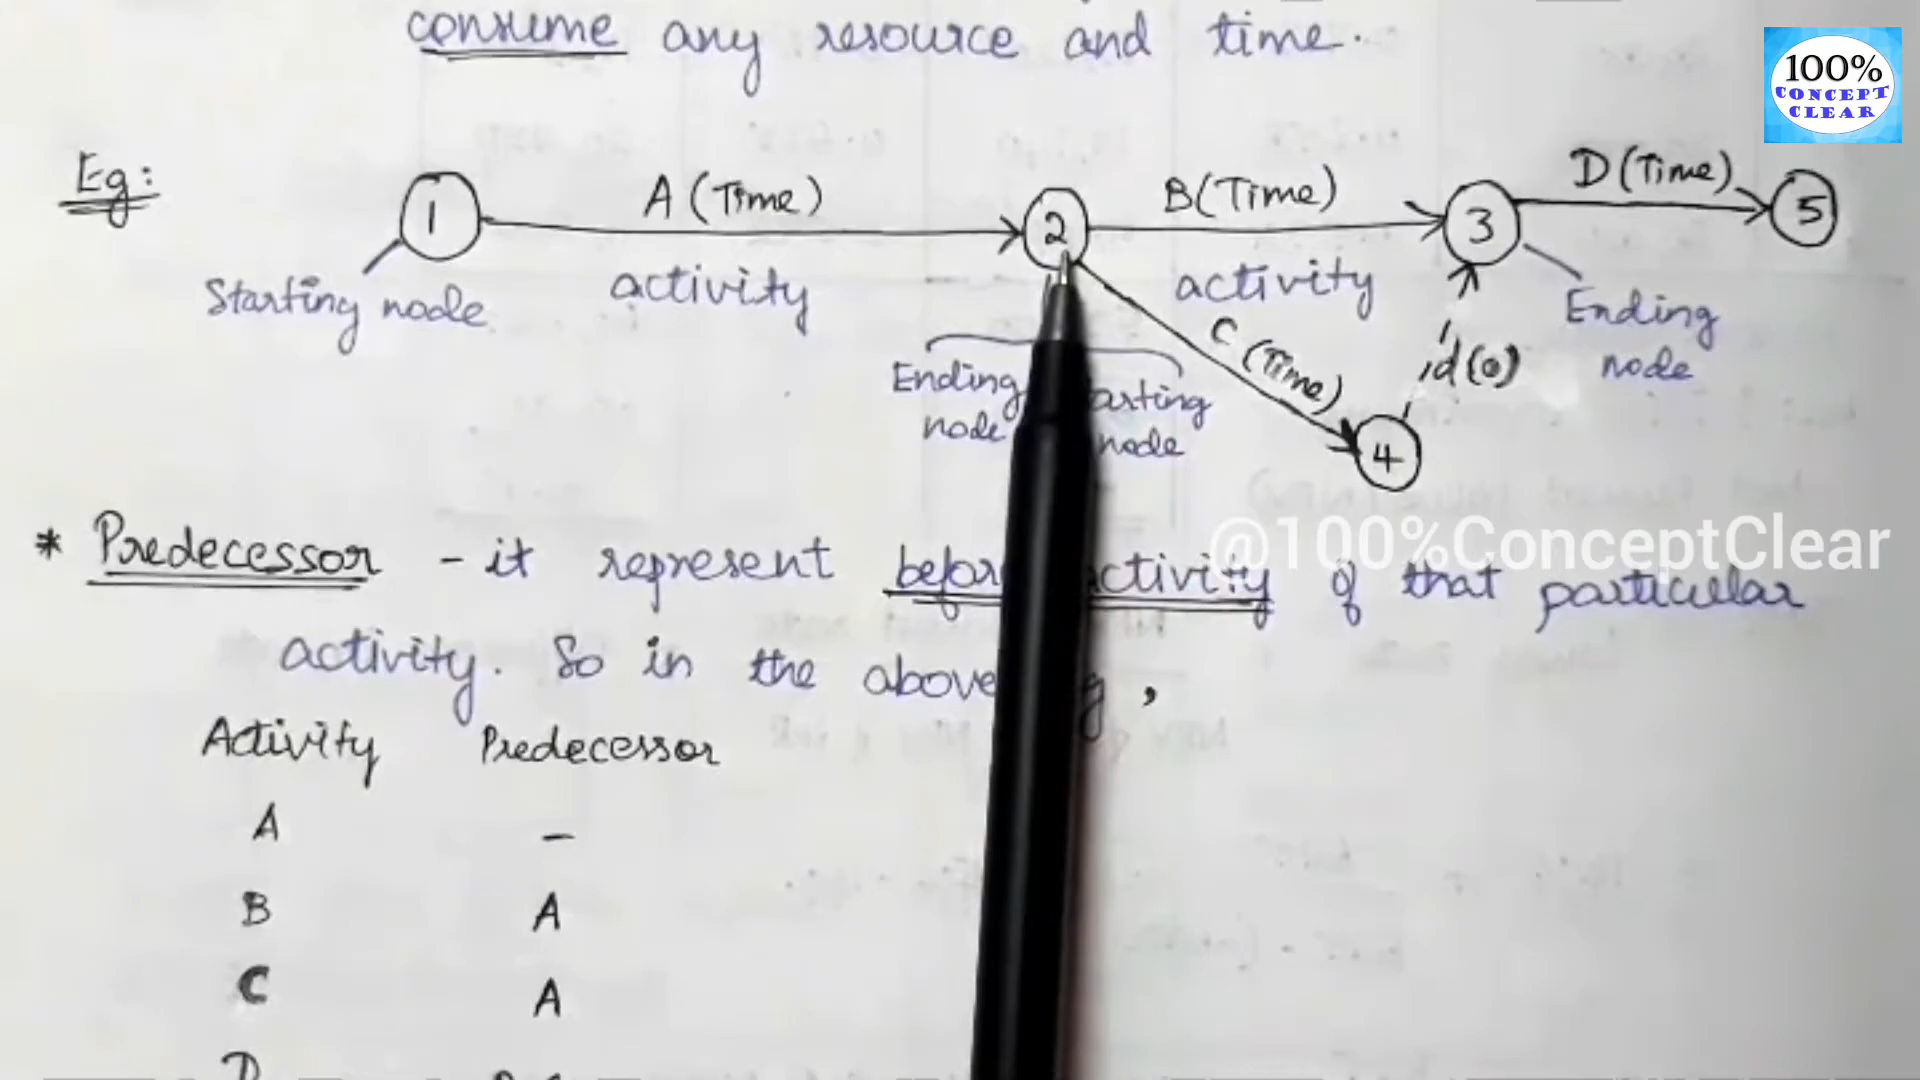 consume any resource and time.
100%
CONCEPT
CLEAR
Eg:
1
A (Time)
2
B(Time)
3
D (Time)
5
Starting node
activity
activity
Ending
node
C (Time)
d(0)
Ending
node
node
4
@100%ConceptClear
* Predecessor - it represent of that particular
activity. So in the above ,
Activity Predecessor
A -
B A
C A
D